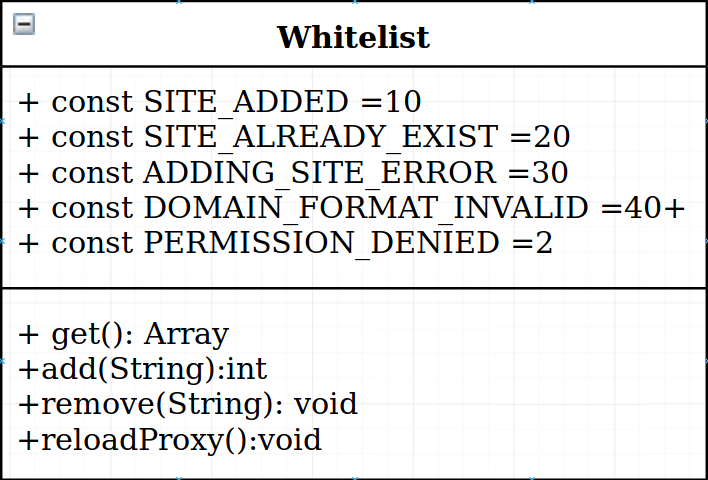 Whitelist
+ const SITE_ADDED =10
+ const SITE_ALREADY_EXIST =20
+ const ADDING_SITE_ERROR =30
+ const DOMAIN_FORMAT_INVALID =40+
+ const PERMISSION_DENIED =2
+ get(): Array
+add(String):int
+remove(String): void
+reloadProxy():void